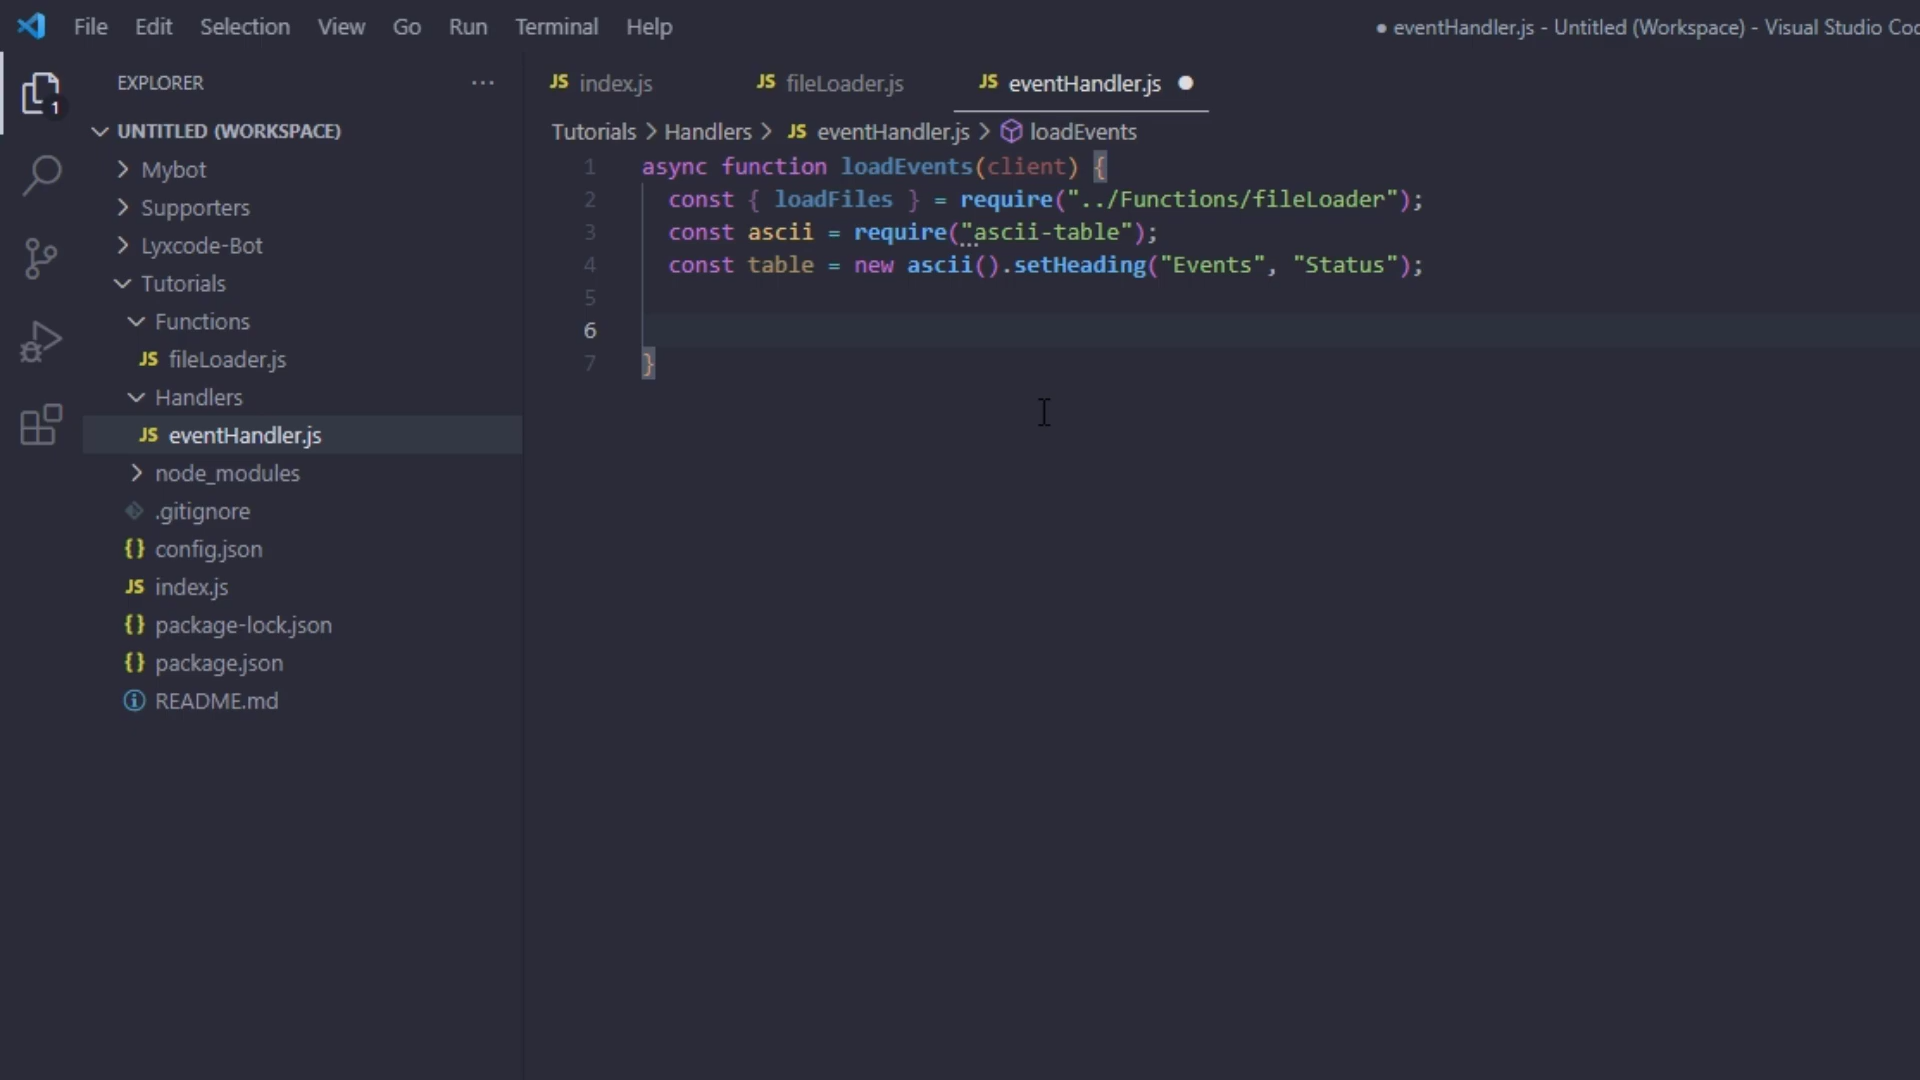 File Edit Selection View Go Run Terminal Help
● eventHandler.js - Untitled (Workspace) - Visual Studio Coc
EXPLORER ...
1
UNTITLED (WORKSPACE)
Mybot
Supporters
Lyxcode-Bot
Tutorials
Functions
JS fileLoader.js
Handlers
JS eventHandler.js
node_modules
.gitignore
{} config.json
JS index.js
{} package-lock.json
{} package.json
README.md
JS index.js JS fileLoader.js JS eventHandler.js ●
Tutorials > Handlers > JS eventHandler.js > loadEvents
1 async function loadEvents(client) {
2 const { loadFiles } = require("../Functions/fileLoader");
3 const ascii = require("ascii-table");
4 const table = new ascii().setHeading("Events", "Status");
5
6
7 }